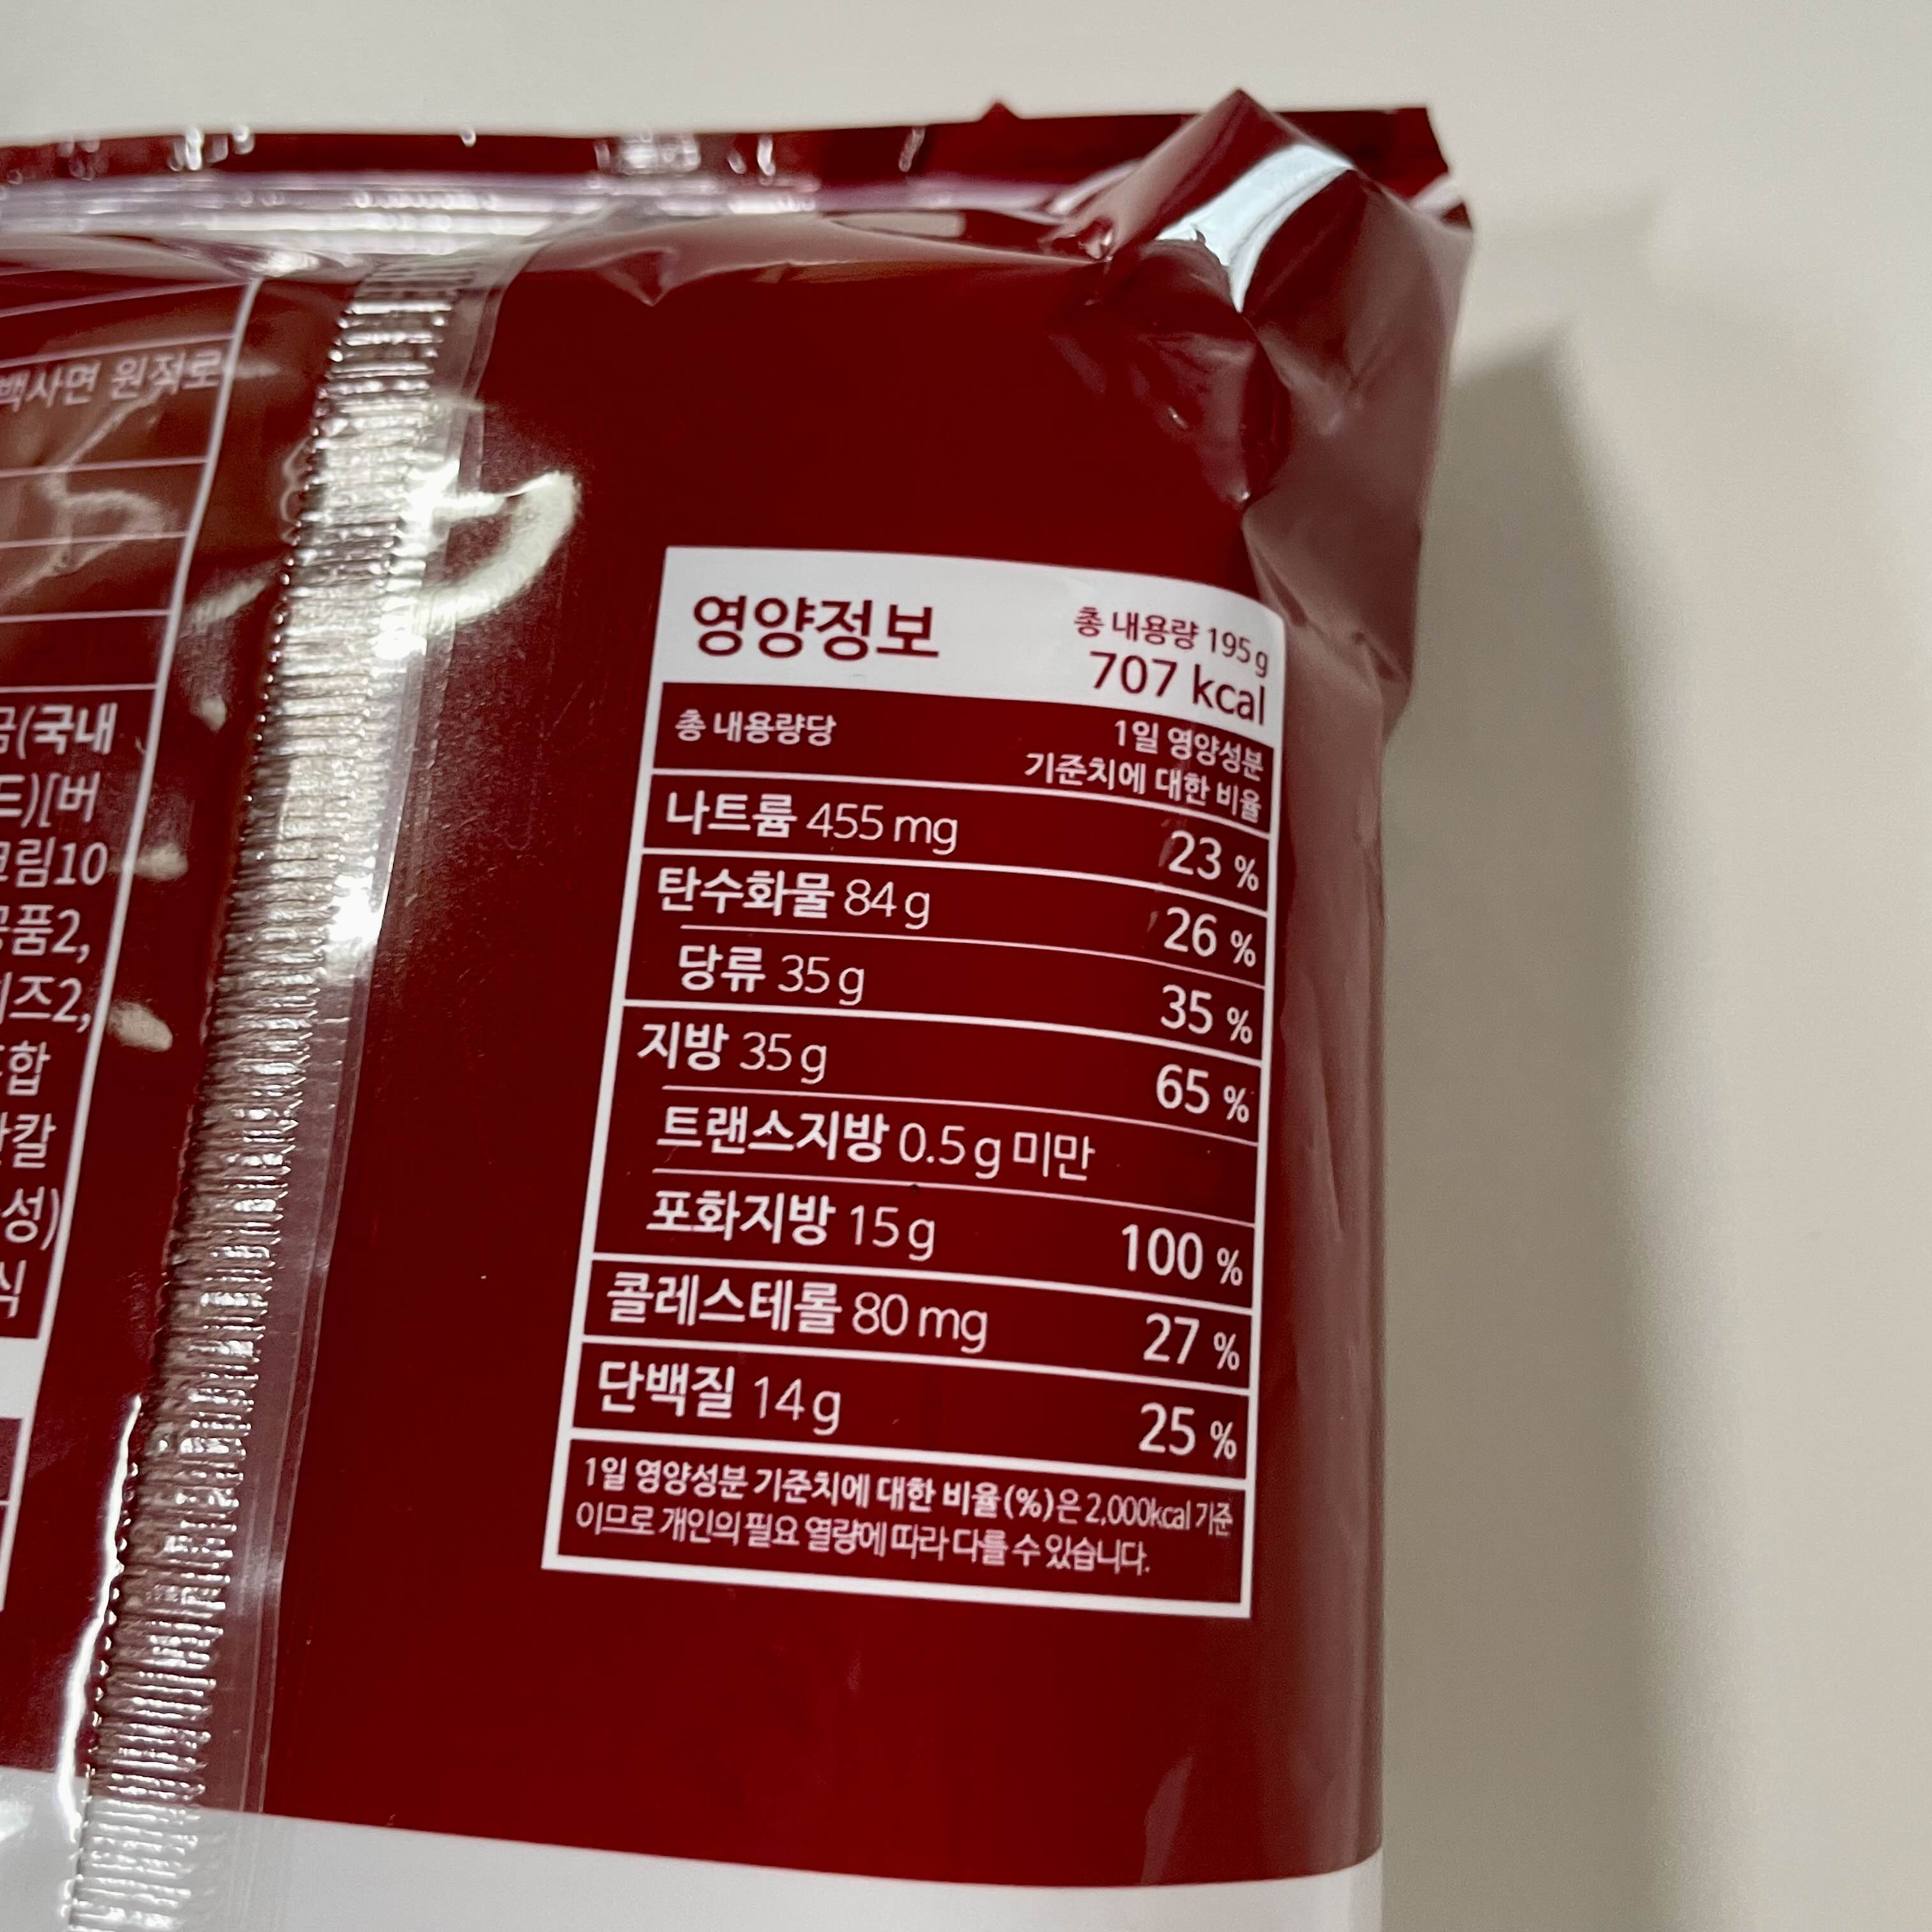 백사면 원적로
(국내
)[버
크림10
품2,
즈2,
합
칼
성)
식
영양정보
총 내용량 195 g
707 kcal
총 내용량당
1일 영양성분
기준치에 대한 비율
나트륨 455 mg 23 %
탄수화물 84 g 26 %
당류 35 g 35 %
지방 35 g 65 %
트랜스지방 0.5 g 미만
포화지방 15 g 100 %
콜레스테롤 80 mg 27 %
단백질 14 g 25 %
1일 영양성분 기준치에 대한 비율(%)은 2,000kcal 기준
이므로 개인의 필요 열량에 따라 다를 수 있습니다.